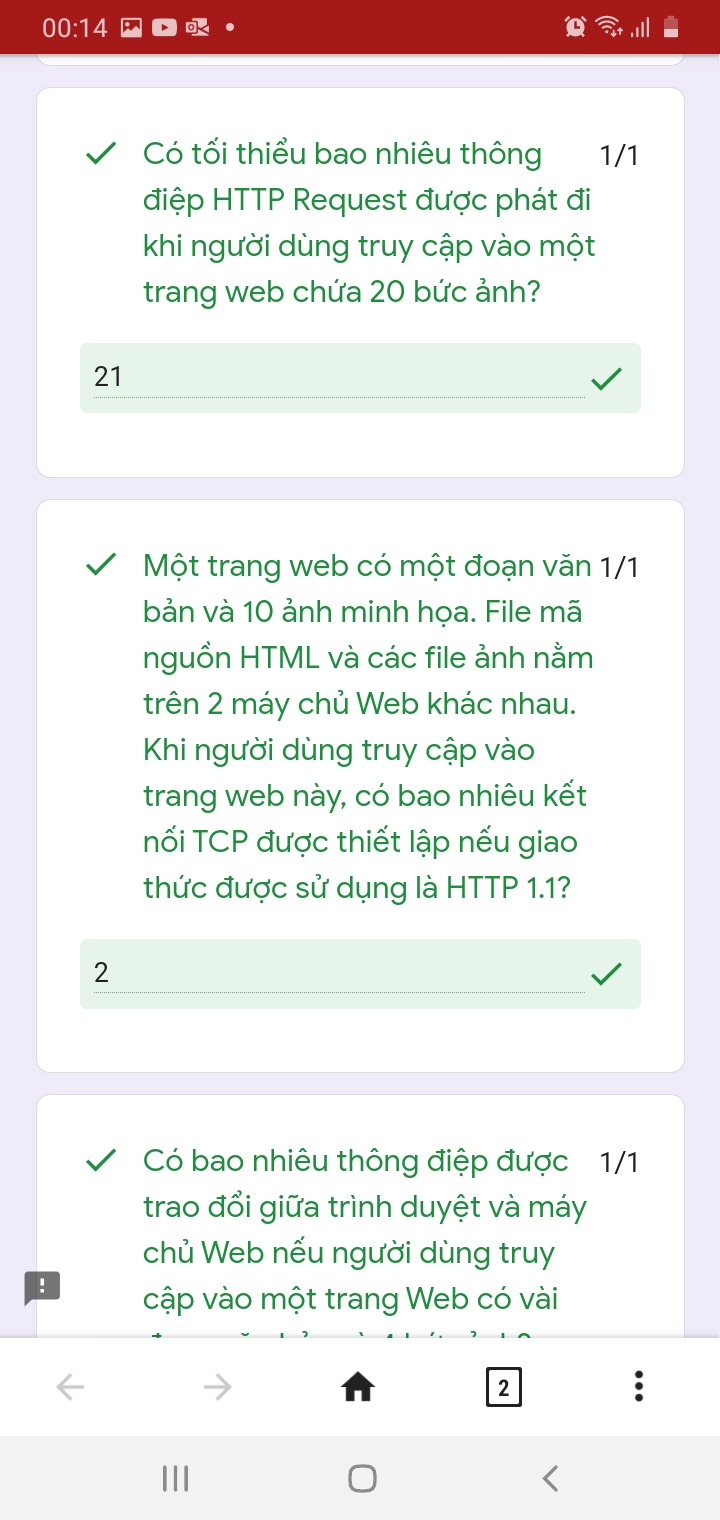 00:14
Có tối thiểu bao nhiêu thông 1/1
điệp HTTP Request được phát đi
khi người dùng truy cập vào một
trang web chứa 20 bức ảnh?
21
Một trang web có một đoạn văn 1/1
bản và 10 ảnh minh họa. File mã
nguồn HTML và các file ảnh nằm
trên 2 máy chủ Web khác nhau.
Khi người dùng truy cập vào
trang web này, có bao nhiêu kết
nối TCP được thiết lập nếu giao
thức được sử dụng là HTTP 1.1?
2
Có bao nhiêu thông điệp được 1/1
trao đổi giữa trình duyệt và máy
chủ Web nếu người dùng truy
cập vào một trang Web có vài
2